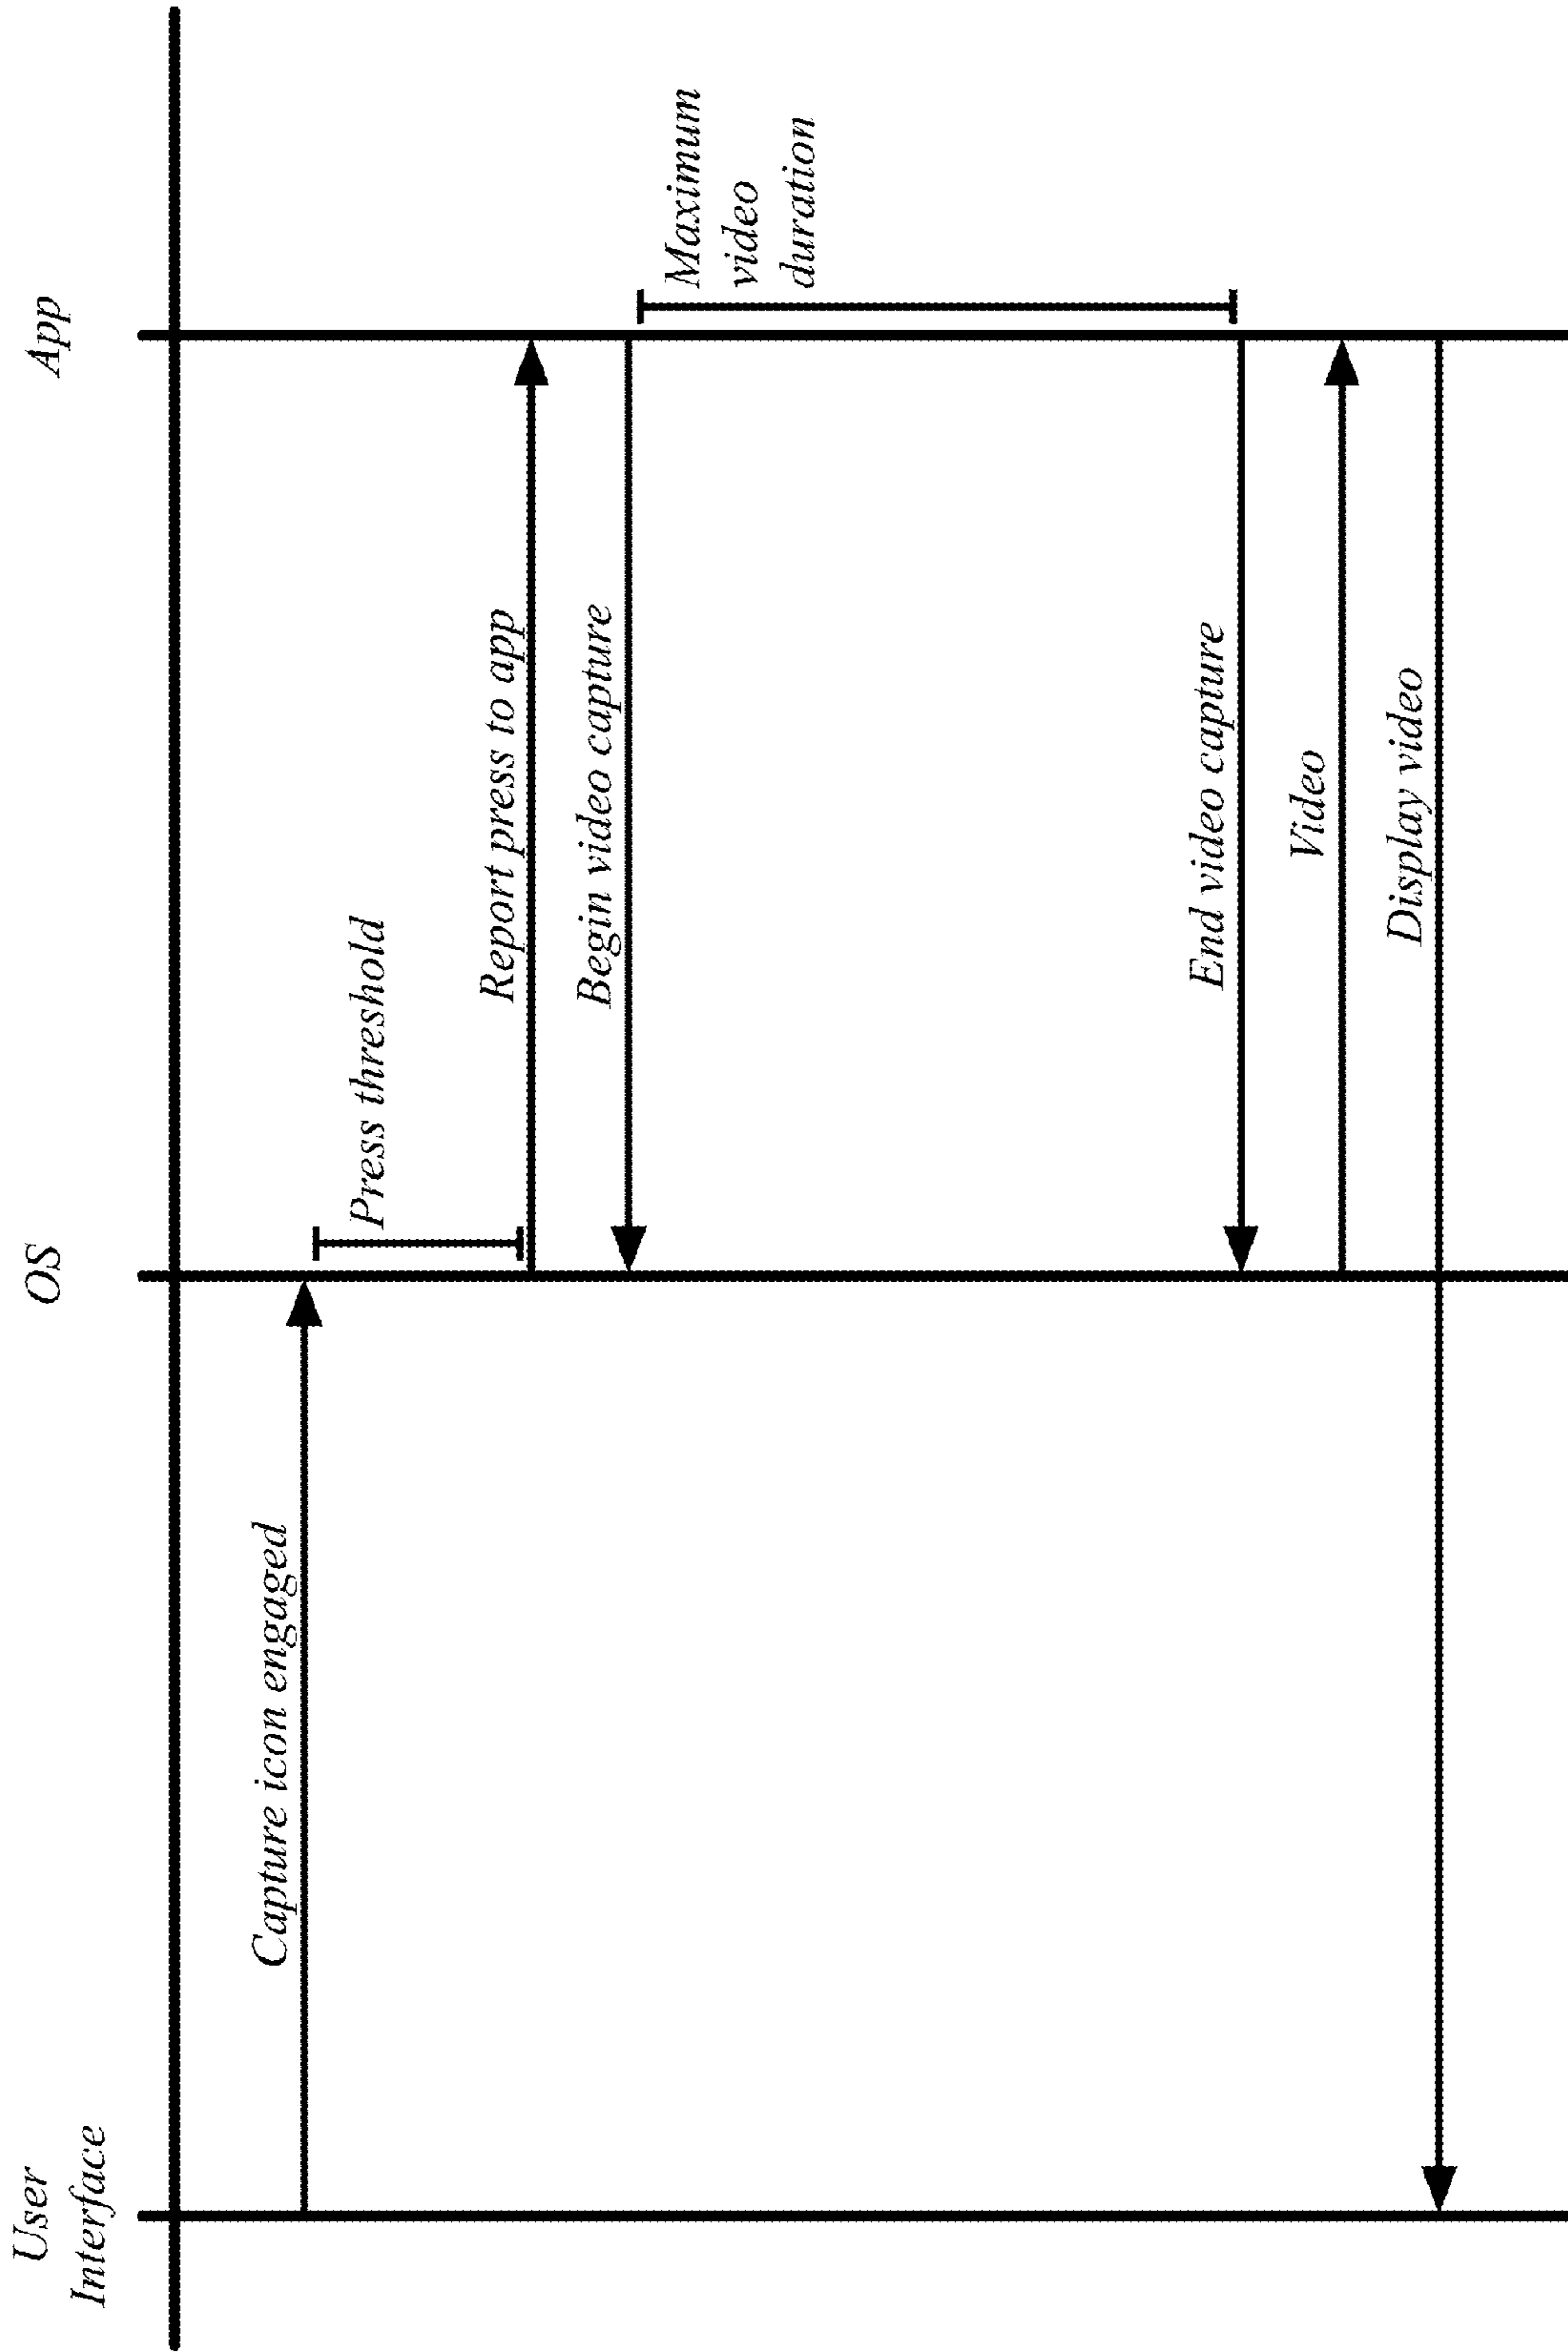 User
Interface
OS
App
Capture icon engaged
Press threshold
Report press to app
Begin video capture
Maximum
video
duration
End video capture
Video
Display video